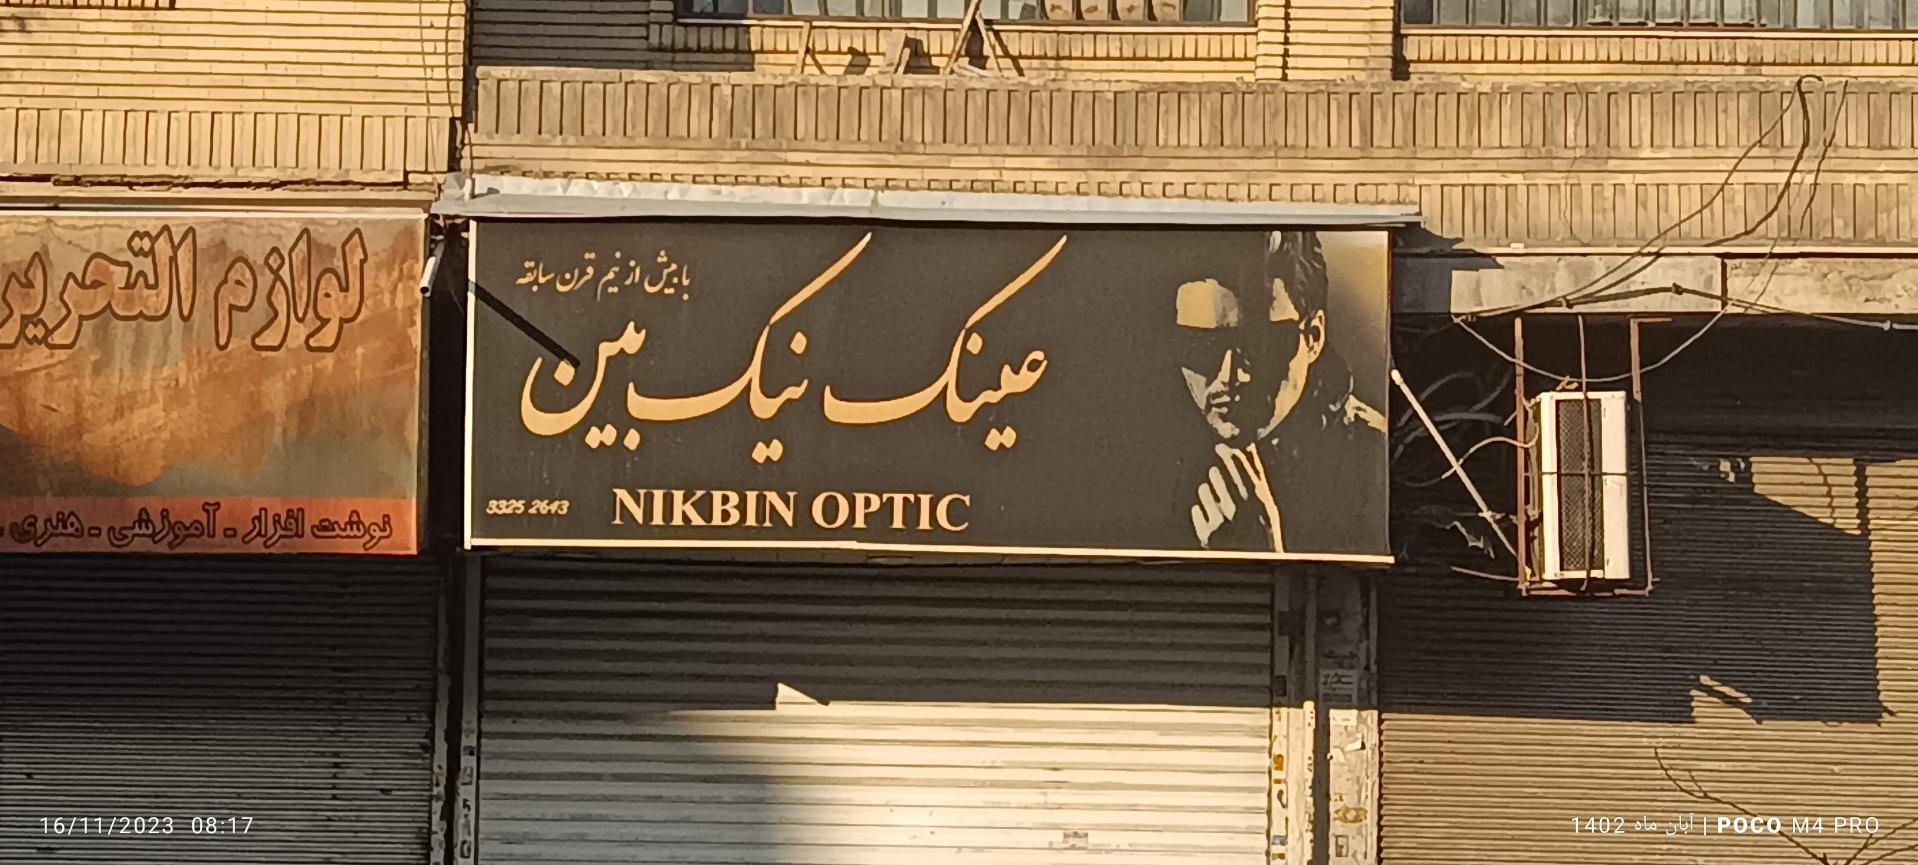 لوازم التحریر
نوشت افزار - آموزشی - هنری -
با بیش از نیم قرن سابقه
عینک نیک بین
3325 2643
NIKBIN OPTIC
16/11/2023 08:17
1402 آبان ماه | POCO M4 PRO